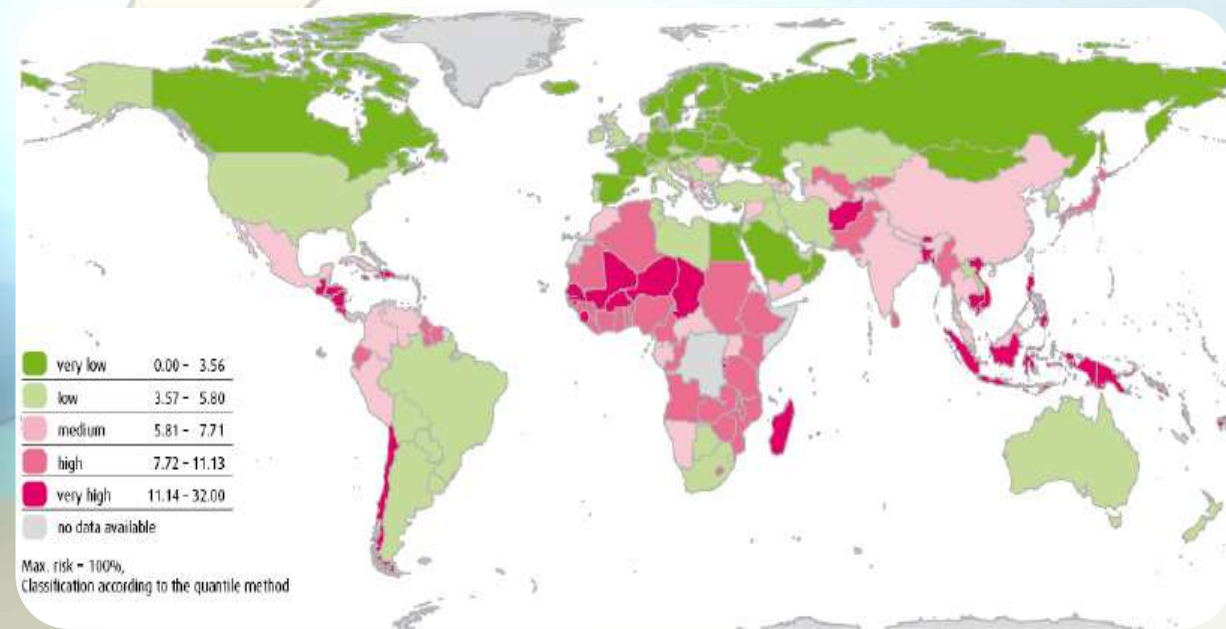 very low 0.00 – 3.56
low 3.57 – 5.80
medium 5.81 – 7.71
high 7.72 – 11.13
very high 11.14 – 32.00
no data available
Max. risk = 100%,
Classification according to the quantile method